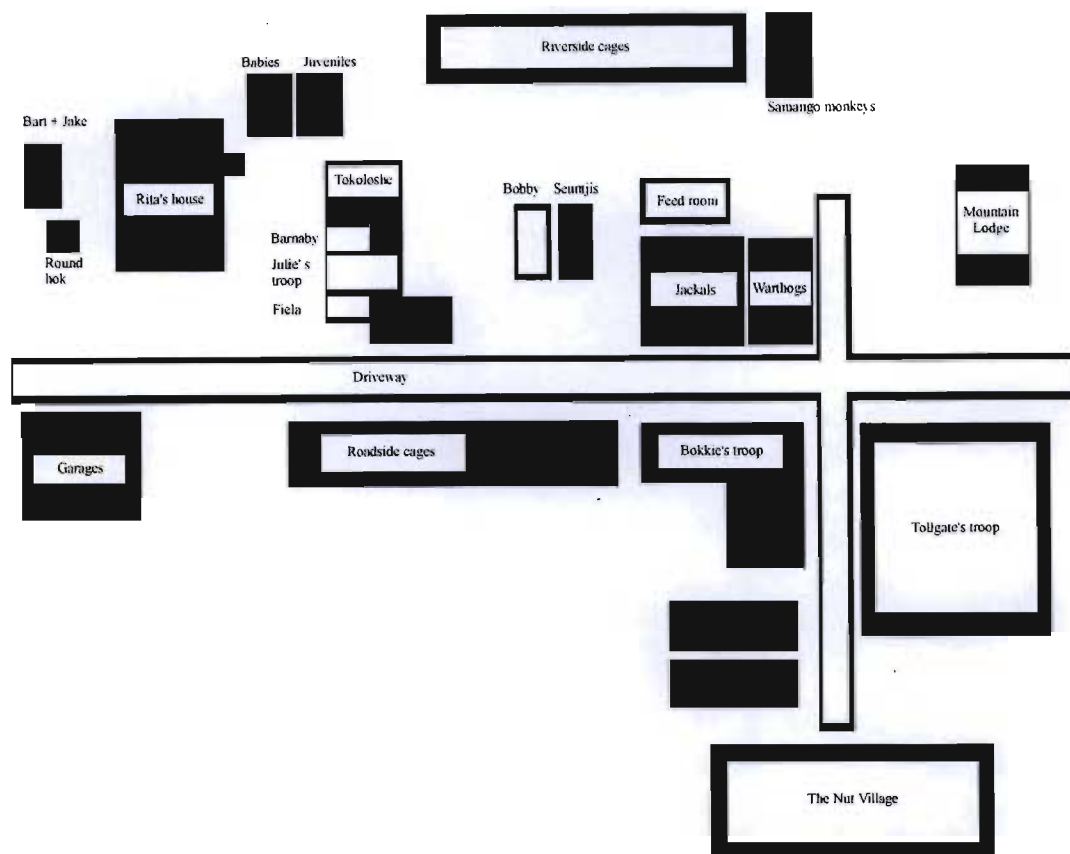 Riverside cages
Babies
Juveniles
Samango monkeys
Bart + Jake
Rita's house
Tokoloshe
Bobby
Seuntjis
Feed room
Mountain
Lodge
Barnaby
Round
hok
Julie's
troop
Jackals
Warthogs
Fiela
Driveway
Garages
Roadside cages
Bokkie's troop
Tollgate's troop
The Nut Village